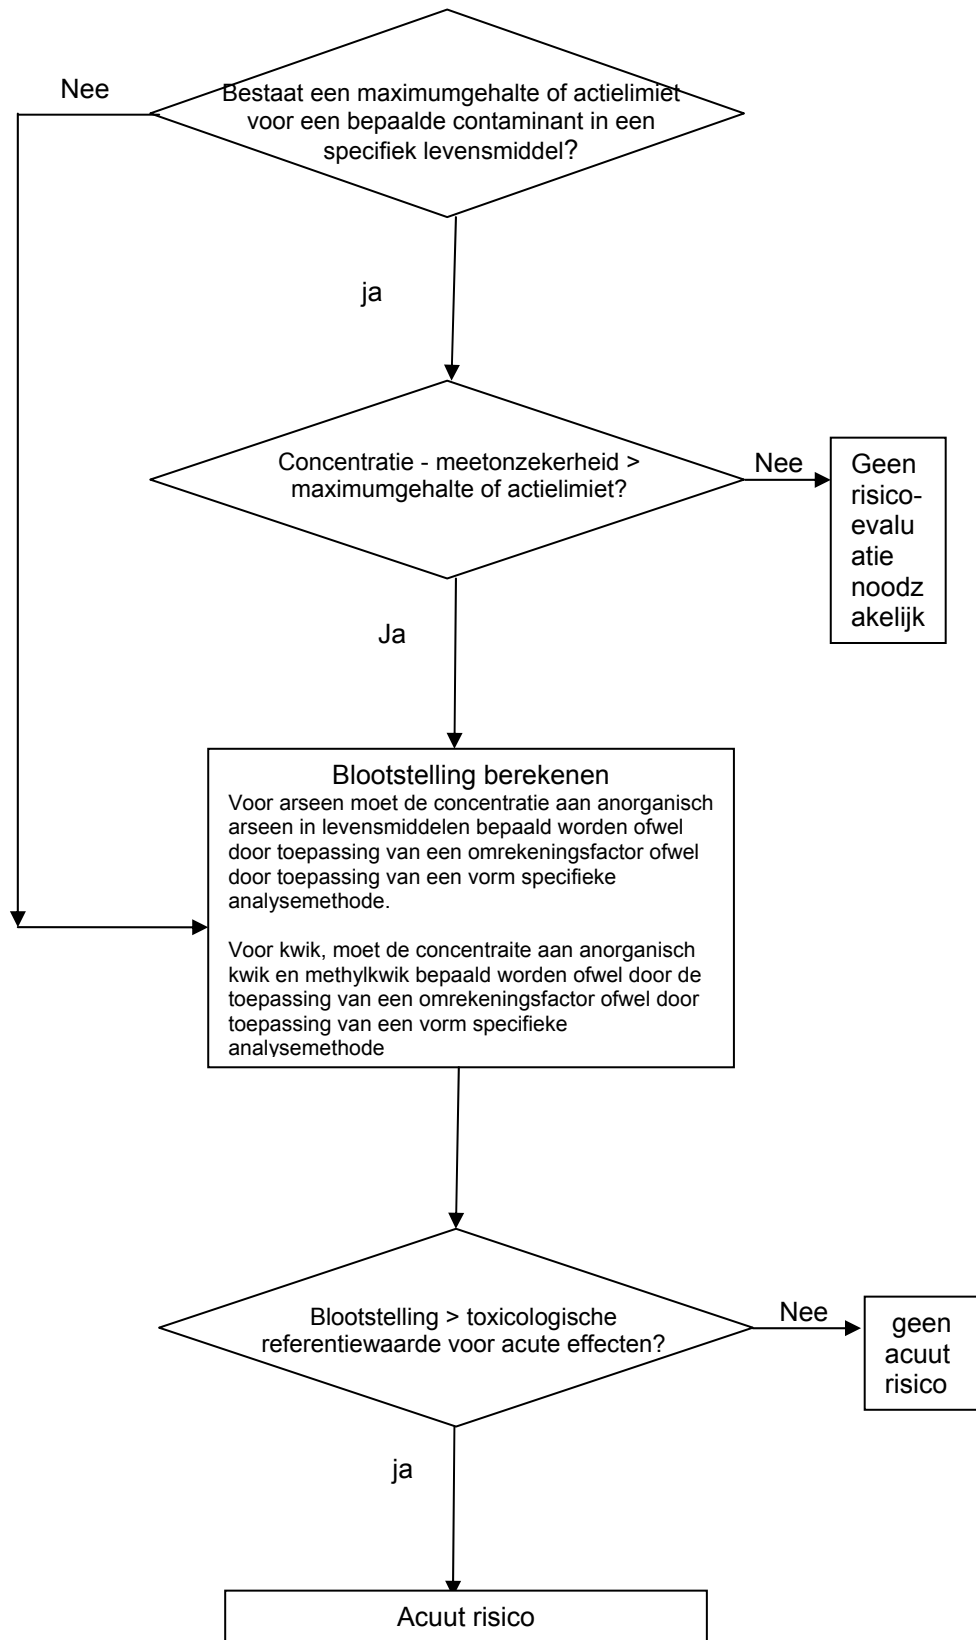 Nee
Bestaat een maximumgehalte of actielimiet
voor een bepaalde contaminant in een
specifiek levensmiddel?
ja
Concentratie - meetonzekerheid >
maximumgehalte of actielimiet?
Nee
Geen
risico-
evalu
atie
noodz
akelijk
Ja
Blootstelling berekenen
Voor arseen moet de concentratie aan anorganisch
arseen in levensmiddelen bepaald worden ofwel
door toepassing van een omrekeningsfactor ofwel
door toepassing van een vorm specifieke
analysemethode.
Voor kwik, moet de concentraite aan anorganisch
kwik en methylkwik bepaald worden ofwel door de
toepassing van een omrekeningsfactor ofwel door
toepassing van een vorm specifieke
analysemethode
Blootstelling > toxicologische
referentiewaarde voor acute effecten?
Nee
geen
acuut
risico
ja
Acuut risico